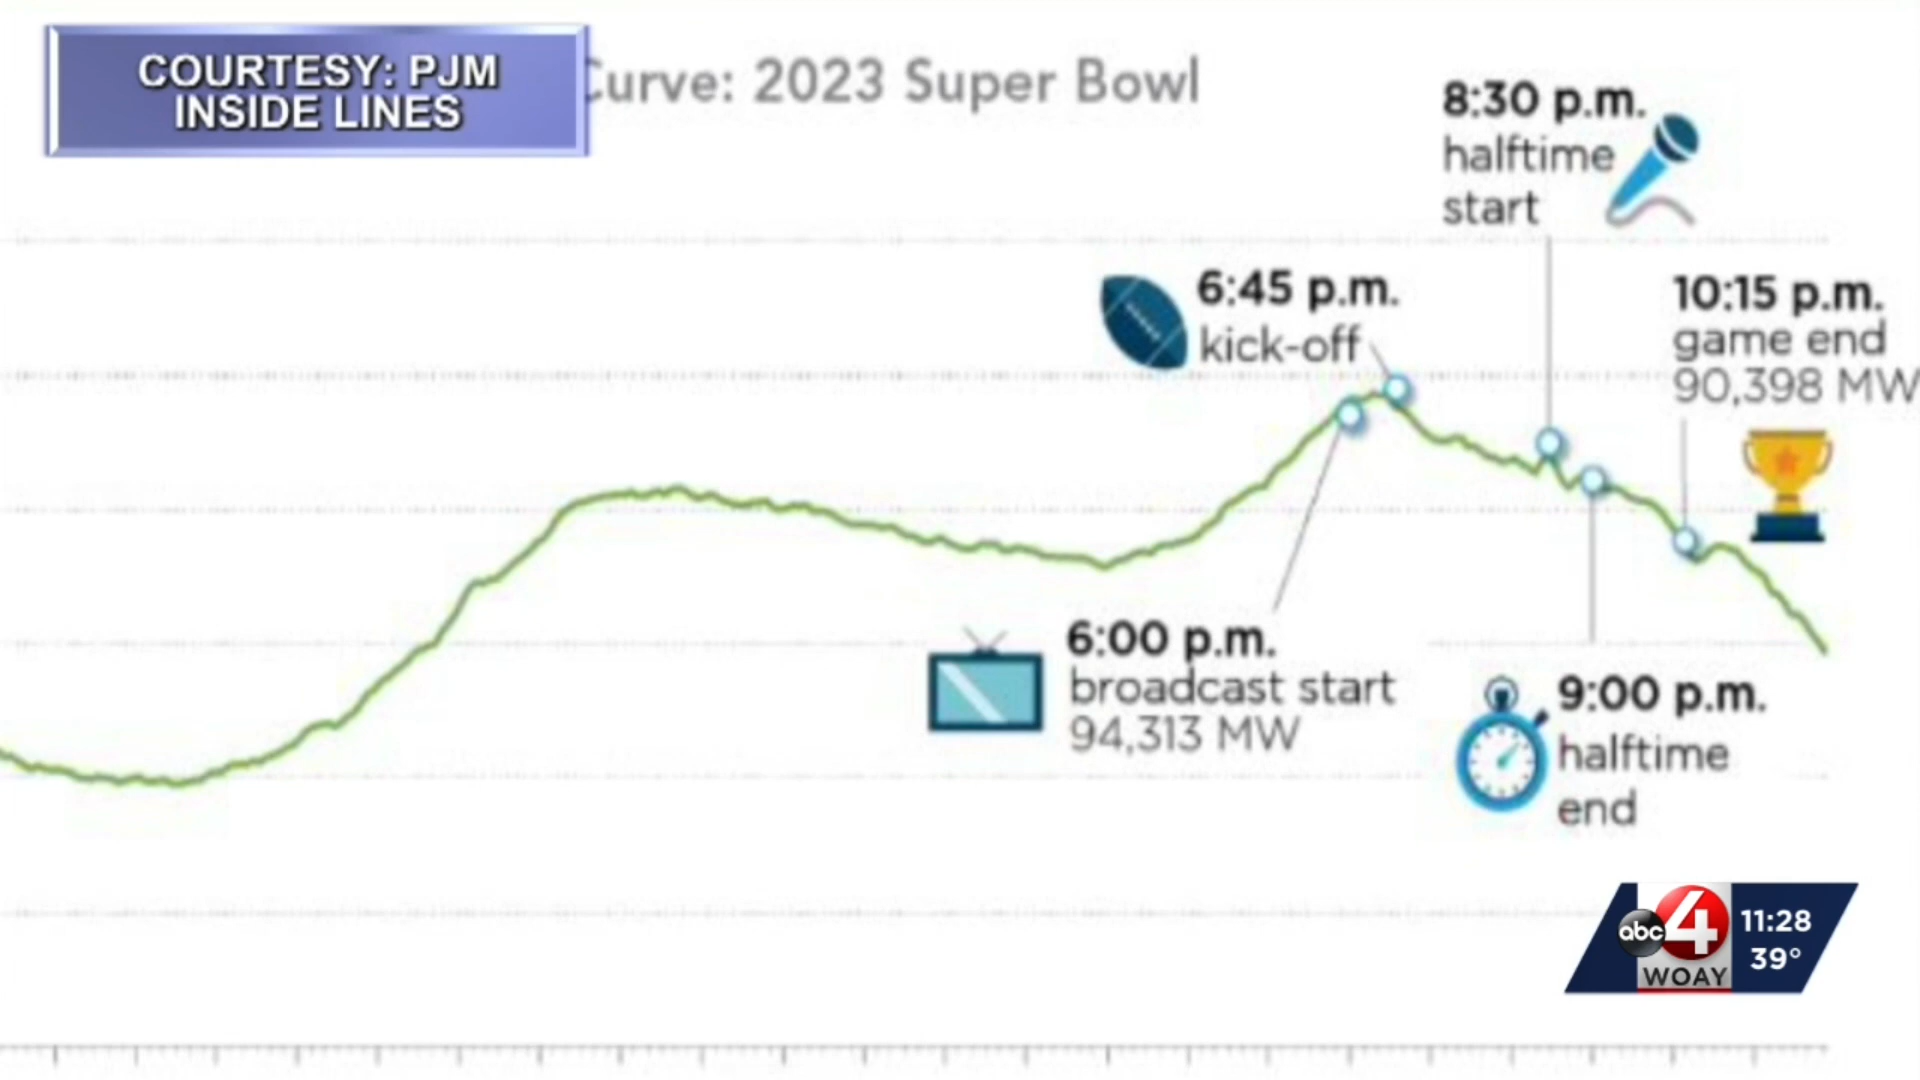 COURTESY: PJM
INSIDE LINES
Curve: 2023 Super Bowl
8:30 p.m.
halftime
start
6:45 p.m.
kick-off
10:15 p.m.
game end
90,398 MW
6:00 p.m.
broadcast start
94,313 MW
9:00 p.m.
halftime
end
abc 4
WOAY
11:28
39°